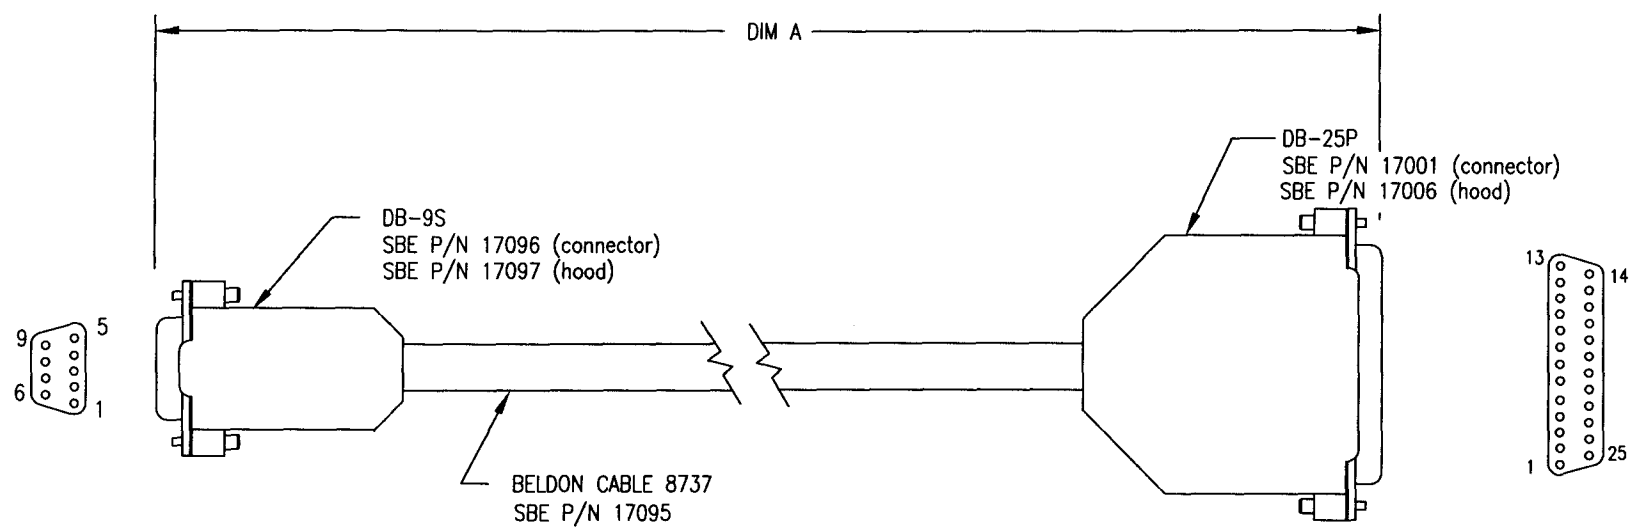 DIM A
DB-25P
SBE P/N 17001 (connector)
SBE P/N 17006 (hood)
DB-9S
SBE P/N 17096 (connector)
SBE P/N 17097 (hood)
13
14
9
5
6
1
1
25
BELDON CABLE 8737
SBE P/N 17095